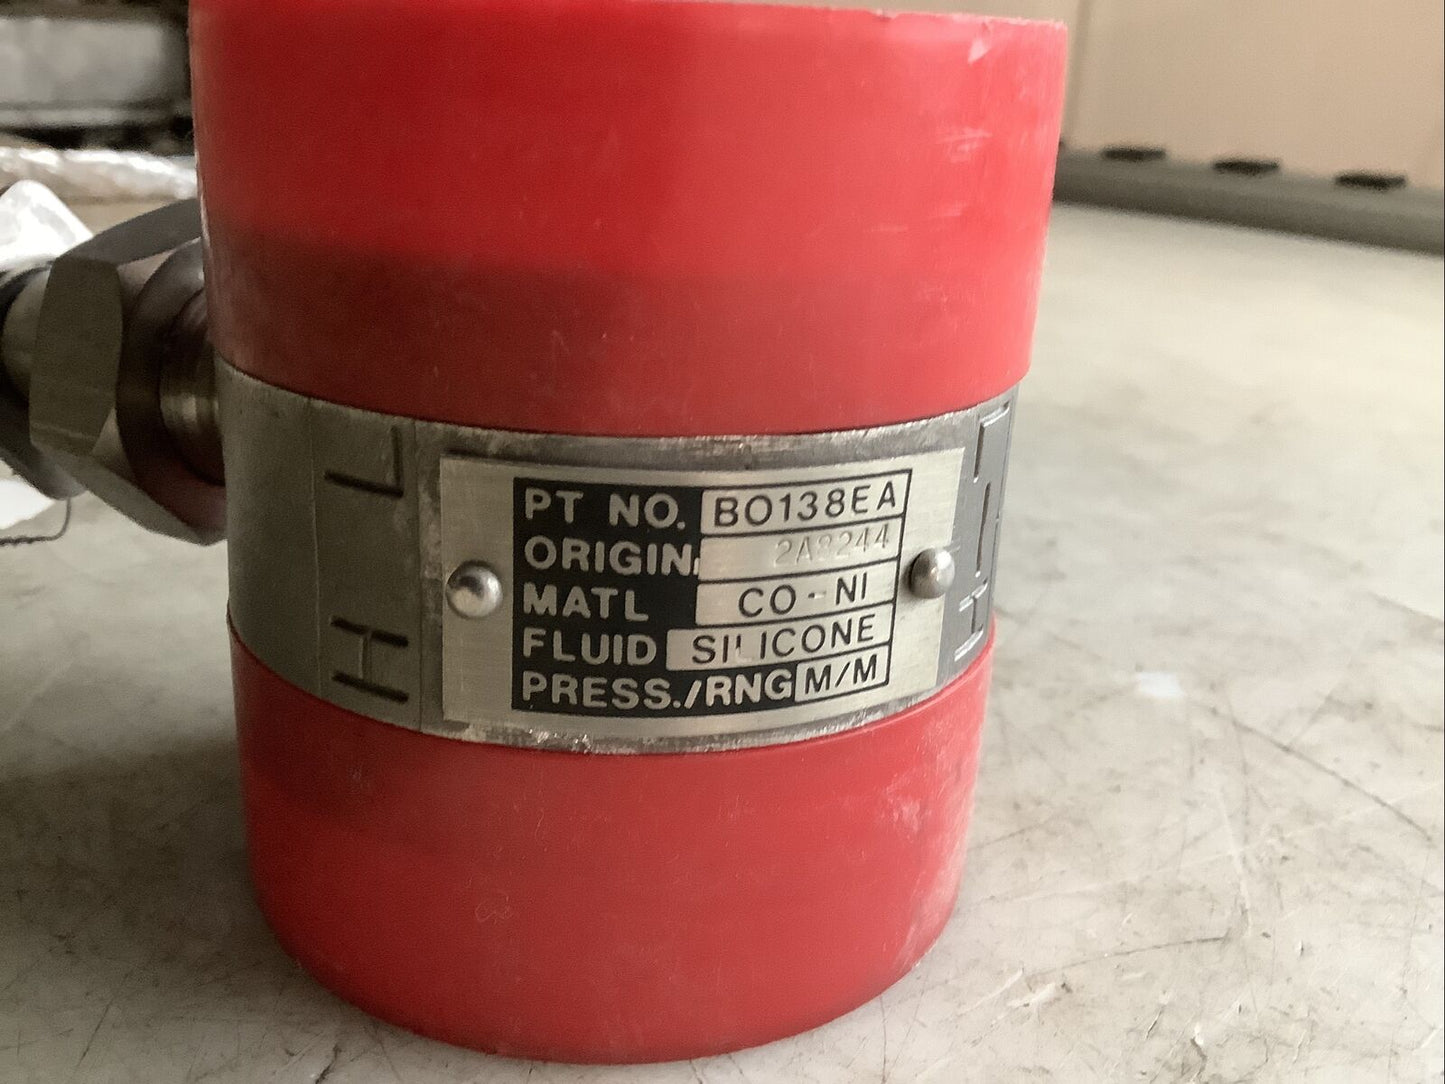 L
H
PT NO. BO138EA
ORIGIN. 2A8244
MATL CO-NI
FLUID SILICONE
PRESS./RNG M/M
L
H